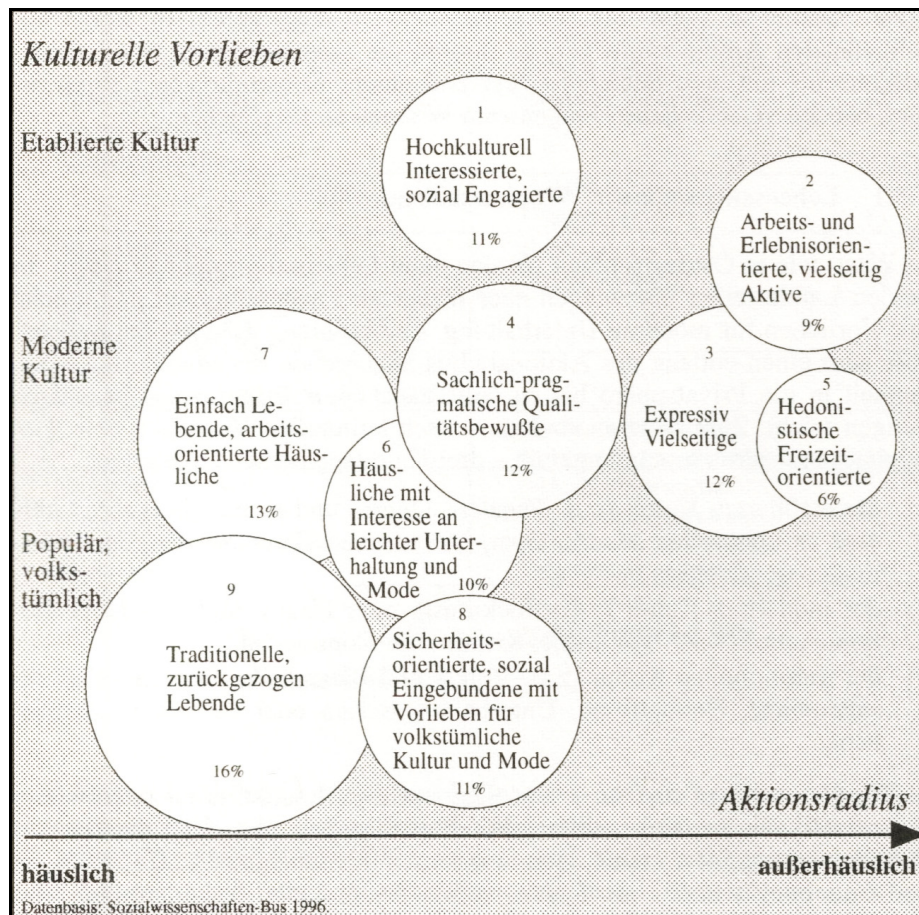 Kulturelle Vorlieben
Etablierte Kultur
1
Hochkulturell
Interessierte,
sozial Engagierte
11%
2
Arbeits- und
Erlebnisorien-
tierte, vielseitig
Aktive
9%
Moderne
Kultur
7
Einfach Le-
bende, arbeits-
orientierte Häus-
liche
13%
4
Sachlich-prag-
matische Quali-
tätsbewußte
12%
3
Expressiv
Vielseitige
12%
5
Hedoni-
stische
Freizeit-
orientierte
6%
6
Häus-
liche mit
Interesse an
leichter Unter-
haltung und
Mode
10%
Populär,
volks-
tümlich
9
Traditionelle,
zurückgezogen
Lebende
16%
8
Sicherheits-
orientierte, sozial
Eingebundene mit
Vorlieben für
volkstümliche
Kultur und Mode
11%
Aktionsradius
häuslich
außerhäuslich
Datenbasis: Sozialwissenschaften-Bus 1996.